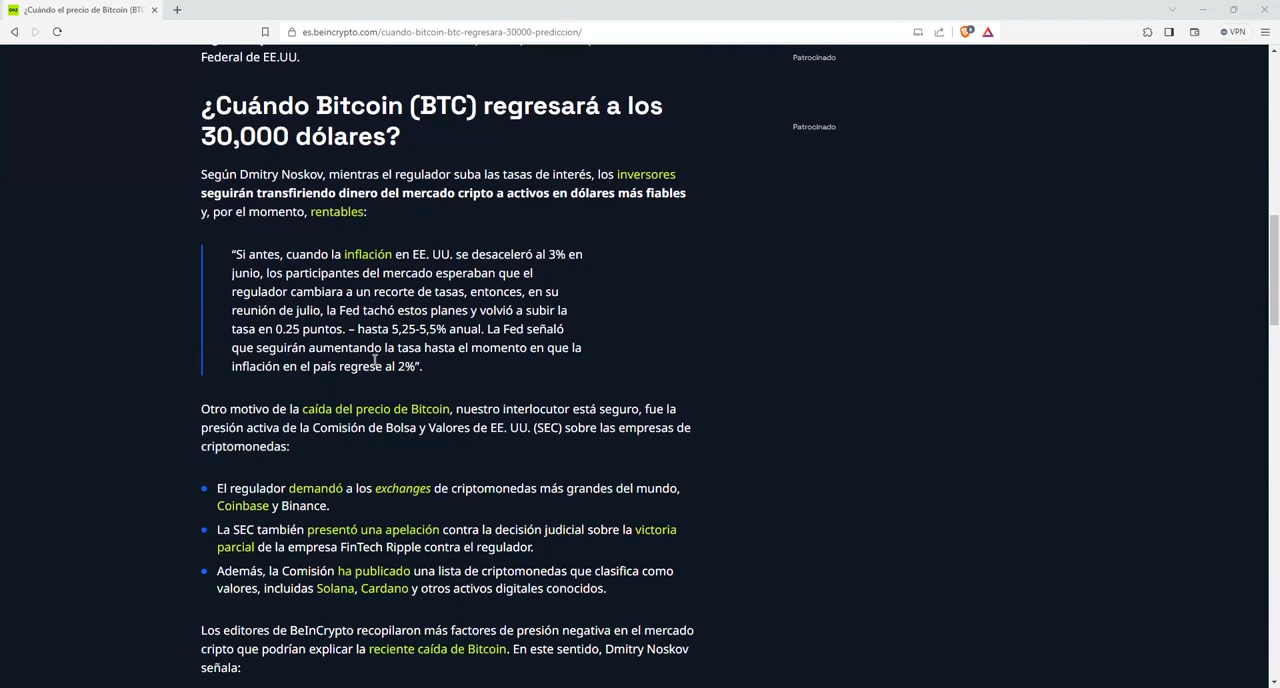 ¿Cuándo el precio de Bitcoin (BTC
es.beincrypto.com/cuando-bitcoin-btc-regresara-30000-prediccion/
VPN
Federal de EE.UU.
Patrocinado
¿Cuándo Bitcoin (BTC) regresará a los
30,000 dólares?
Patrocinado
Según Dmitry Noskov, mientras el regulador suba las tasas de interés, los inversores
seguirán transfiriendo dinero del mercado cripto a activos en dólares más fiables
y, por el momento, rentables:
“Si antes, cuando la inflación en EE. UU. se desaceleró al 3% en
junio, los participantes del mercado esperaban que el
regulador cambiara a un recorte de tasas, entonces, en su
reunión de julio, la Fed tachó estos planes y volvió a subir la
tasa en 0.25 puntos. – hasta 5,25-5,5% anual. La Fed señaló
que seguirán aumentando la tasa hasta el momento en que la
inflación en el país regrese al 2%”.
Otro motivo de la caída del precio de Bitcoin, nuestro interlocutor está seguro, fue la
presión activa de la Comisión de Bolsa y Valores de EE. UU. (SEC) sobre las empresas de
criptomonedas:
El regulador demandó a los exchanges de criptomonedas más grandes del mundo,
Coinbase y Binance.
La SEC también presentó una apelación contra la decisión judicial sobre la victoria
parcial de la empresa FinTech Ripple contra el regulador.
Además, la Comisión ha publicado una lista de criptomonedas que clasifica como
valores, incluidas Solana, Cardano y otros activos digitales conocidos.
Los editores de BeInCrypto recopilaron más factores de presión negativa en el mercado
cripto que podrían explicar la reciente caída de Bitcoin. En este sentido, Dmitry Noskov
señala: